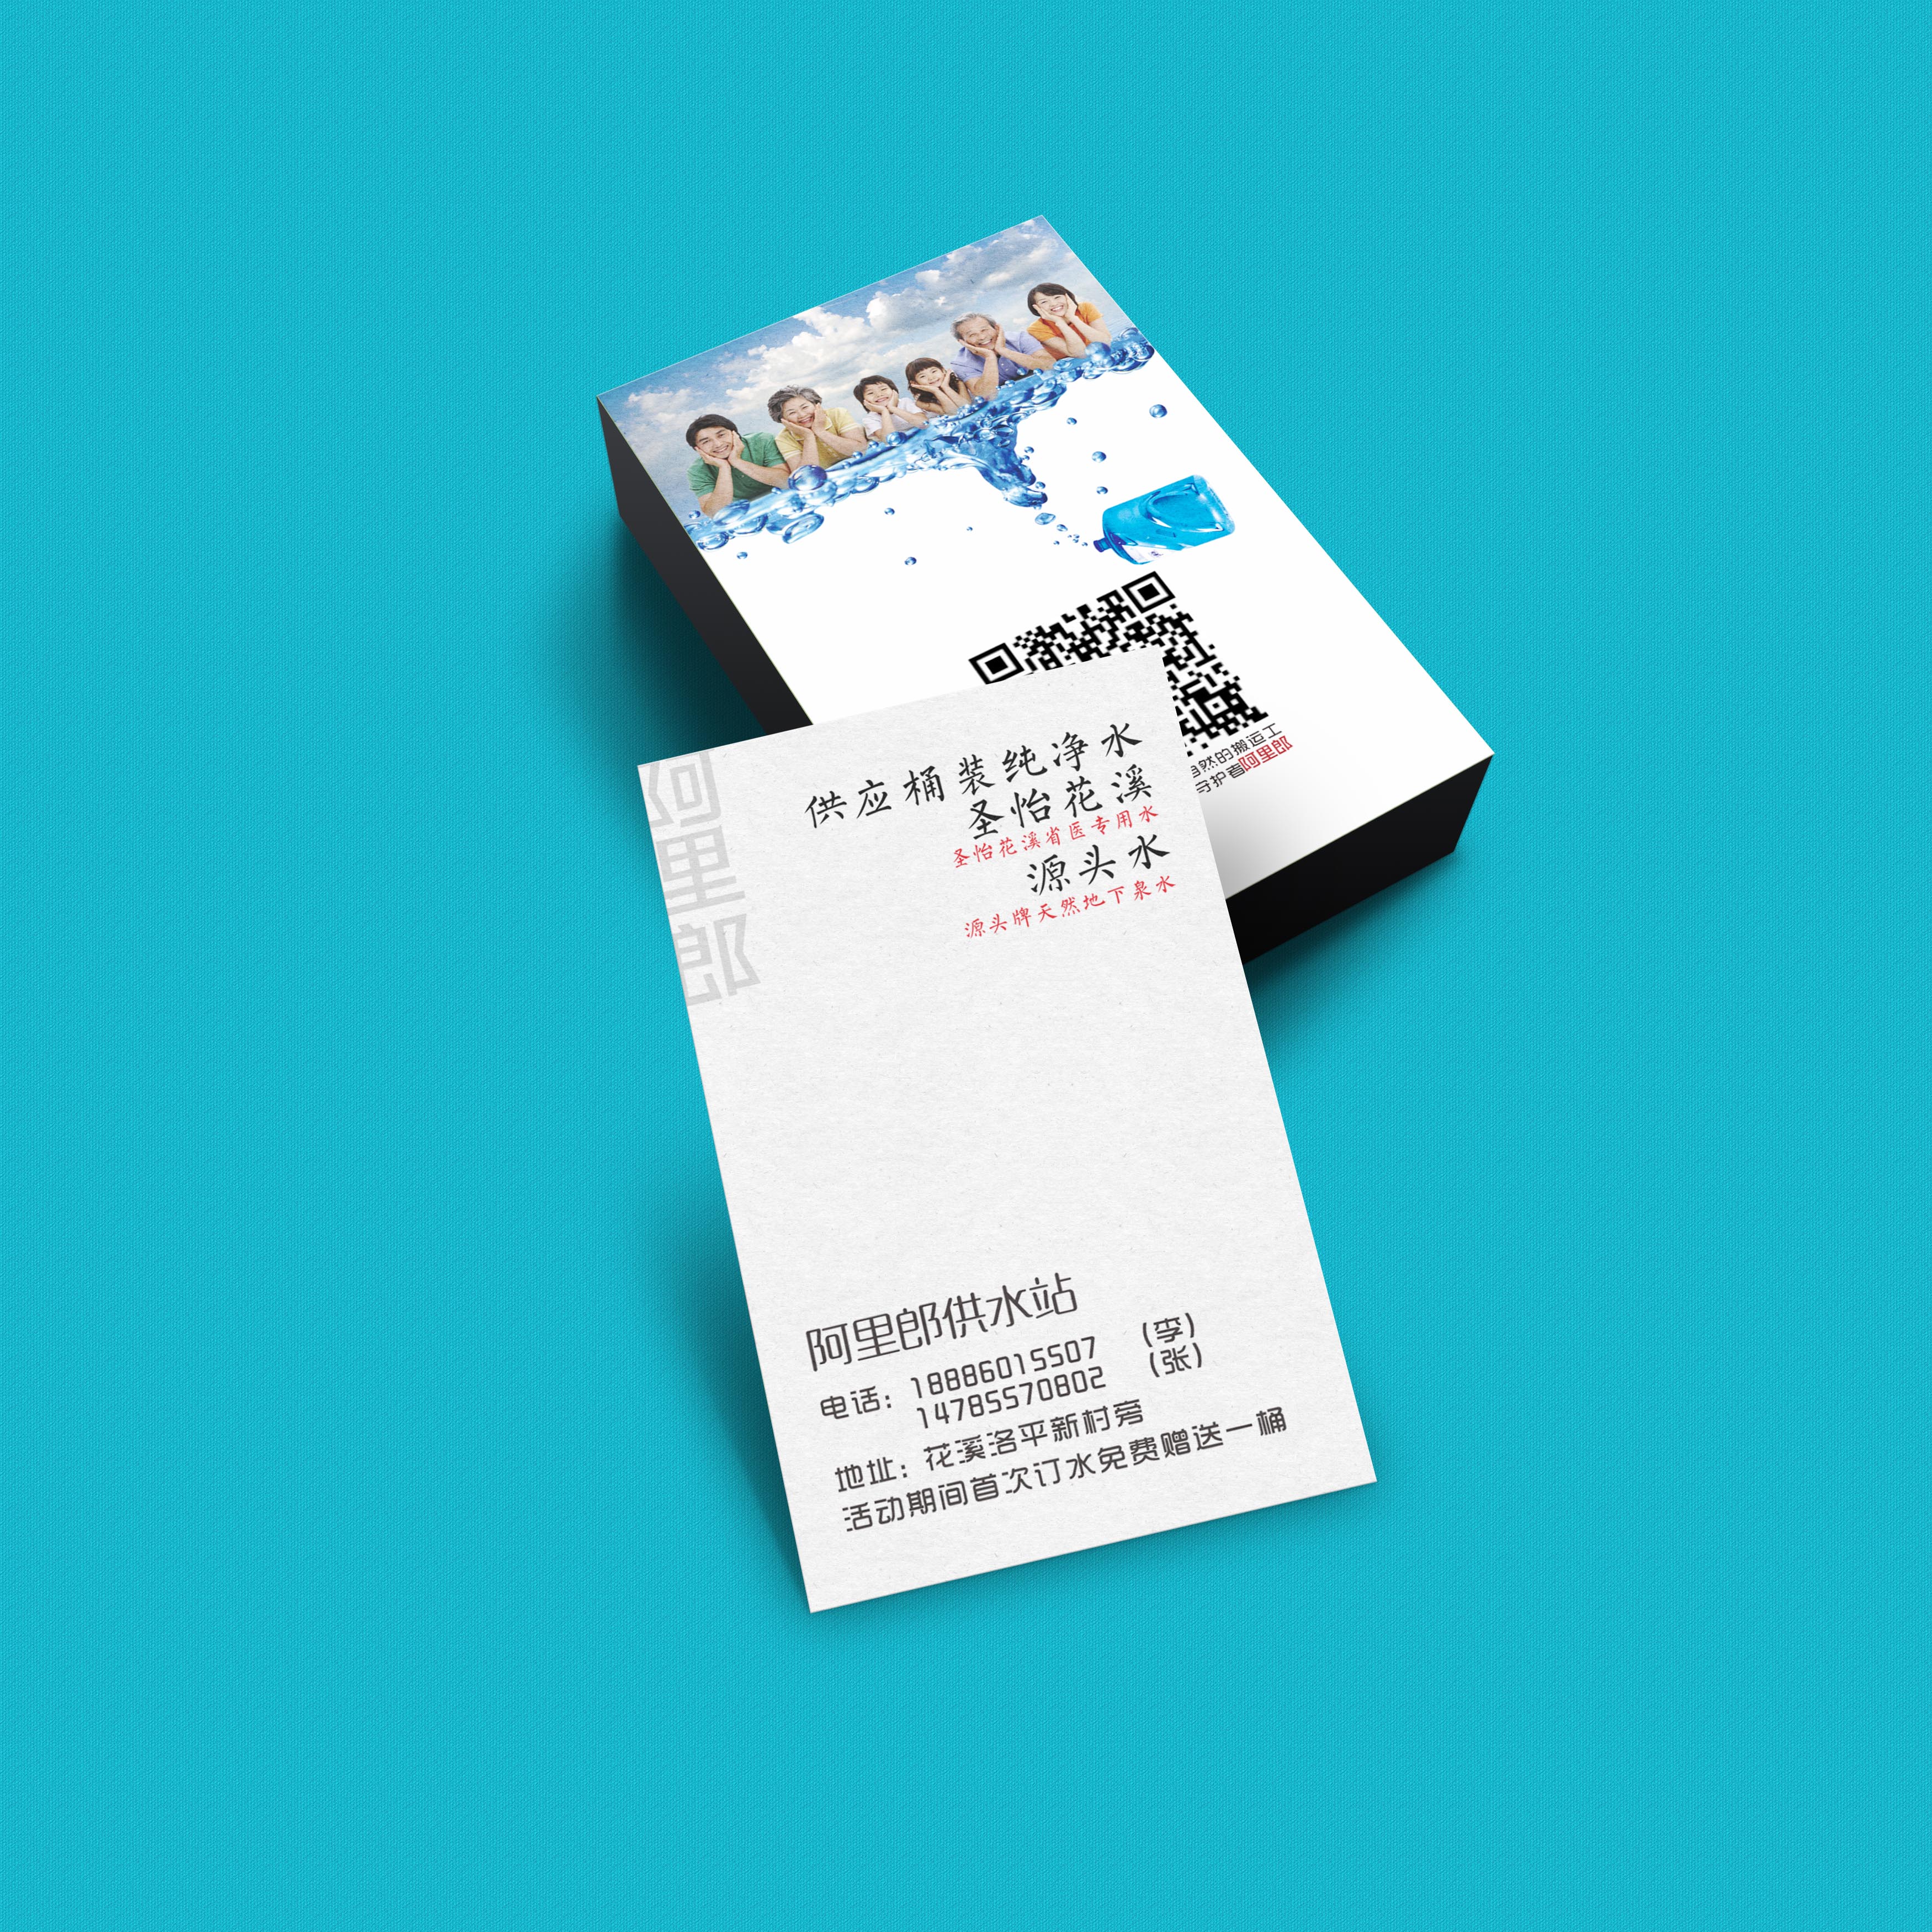 自然的搬运工
守护者阿里郎
阿里郎
供应桶装纯净水
圣怡花溪
圣怡花溪省医专用水
源头水
源头牌天然地下泉水
阿里郎供水站
电话：18886015507 （李）
14785570802 （张）
地址：花溪洛平新村旁
活动期间首次订水免费赠送一桶